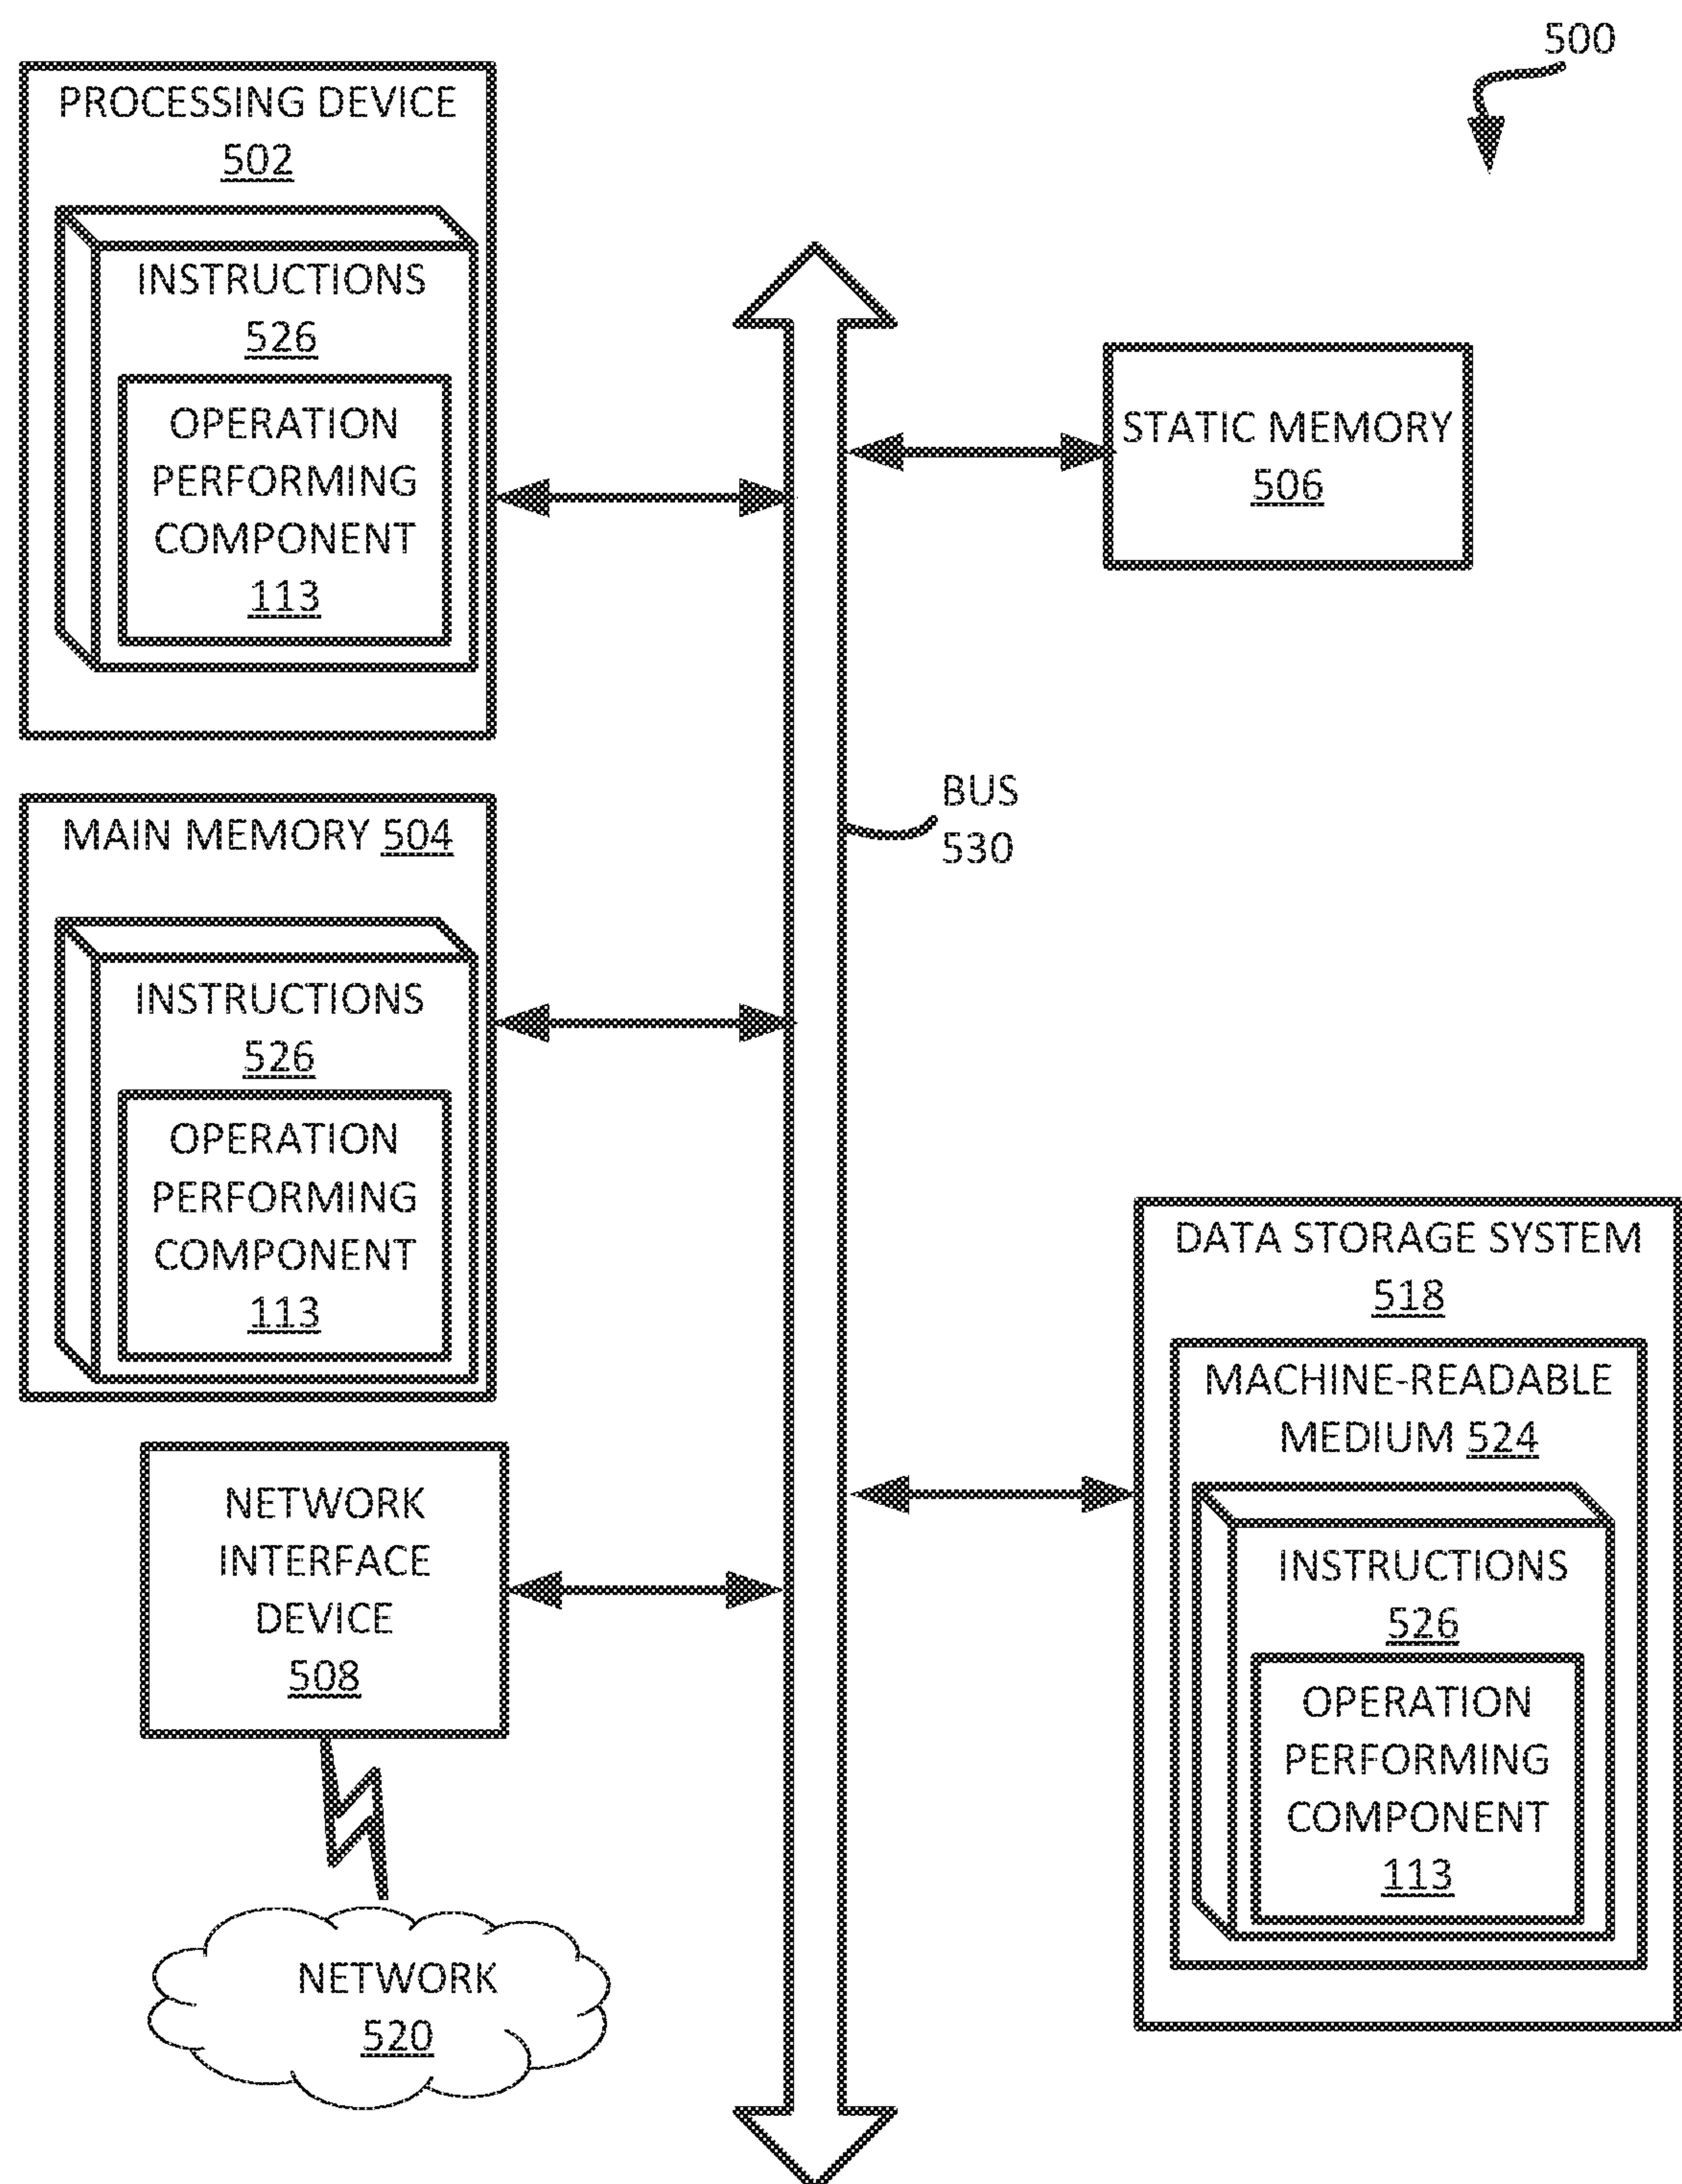 500
PROCESSING DEVICE
502
INSTRUCTIONS
526
OPERATION
PERFORMING
COMPONENT
113
STATIC MEMORY
506
BUS
530
MAIN MEMORY 504
INSTRUCTIONS
526
OPERATION
PERFORMING
COMPONENT
113
DATA STORAGE SYSTEM
518
MACHINE-READABLE
MEDIUM 524
INSTRUCTIONS
526
OPERATION
PERFORMING
COMPONENT
113
NETWORK
INTERFACE
DEVICE
508
NETWORK
520